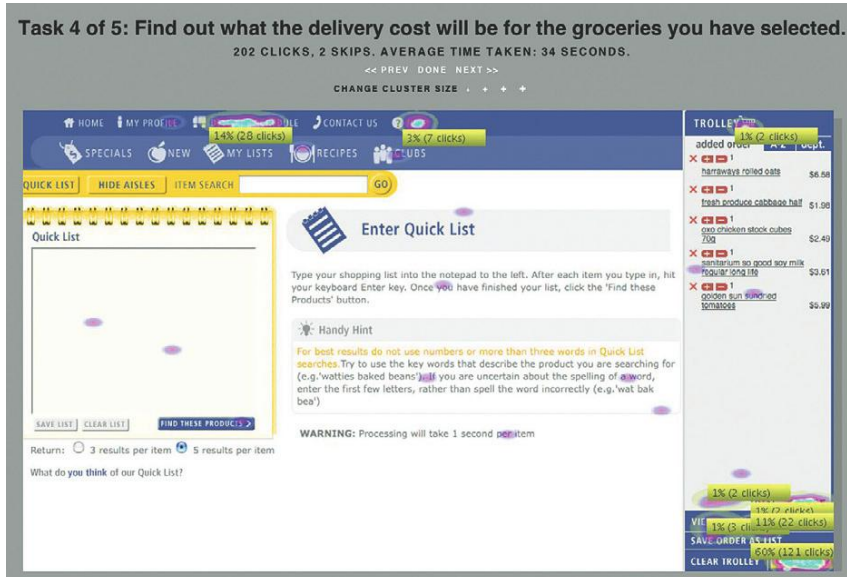 Task 4 of 5: Find out what the delivery cost will be for the groceries you have selected.
202 CLICKS, 2 SKIPS. AVERAGE TIME TAKEN: 34 SECONDS.
<< PREV DONE NEXT >>
CHANGE CLUSTER SIZE . + + +
HOME MY PROFILE CONTACT US ?
14% (28 clicks)
3% (7 clicks)
SPECIALS NEW MY LISTS RECIPES CLUBS
QUICK LIST HIDE AISLES ITEM SEARCH GO
Quick List
SAVE LIST CLEAR LIST FIND THESE PRODUCTS >
Return: 3 results per item 5 results per item
What do you think of our Quick List?
Enter Quick List
Type your shopping list into the notepad to the left. After each item you type in, hit
your keyboard Enter key. Once you have finished your list, click the 'Find these
Products' button.
Handy Hint
For best results do not use numbers or more than three words in Quick List
searches. Try to use the key words that describe the product you are searching for
(e.g.'watties baked beans'). If you are uncertain about the spelling of a word,
enter the first few letters, rather than spell the word incorrectly (e.g.'wat bak
bea')
WARNING: Processing will take 1 second per item
TROLLEY
1% (2 clicks)
added order A-Z dept.
1
harraways rolled oats $6.58
1
fresh produce cabbage half $1.98
1
oxo chicken stock cubes
70g $2.49
1
sanitarium so good soy milk
regular long life $3.61
1
golden sun sundried
tomatoes $5.99
1% (2 clicks)
1% (2 clicks)
1% (3 clicks)
11% (22 clicks)
SAVE ORDER AS LIST
60% (121 clicks)
CLEAR TROLLEY